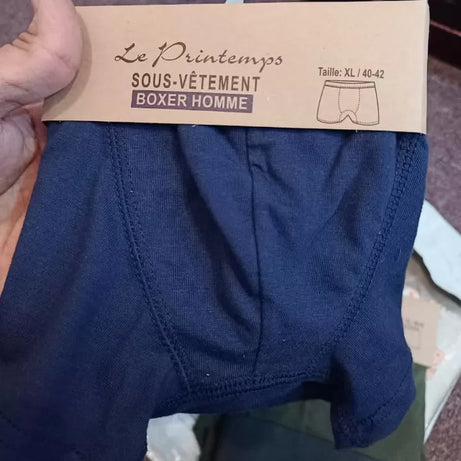 Le Printemps
SOUS-VÊTEMENT
BOXER HOMME
Taille: XL / 40-42